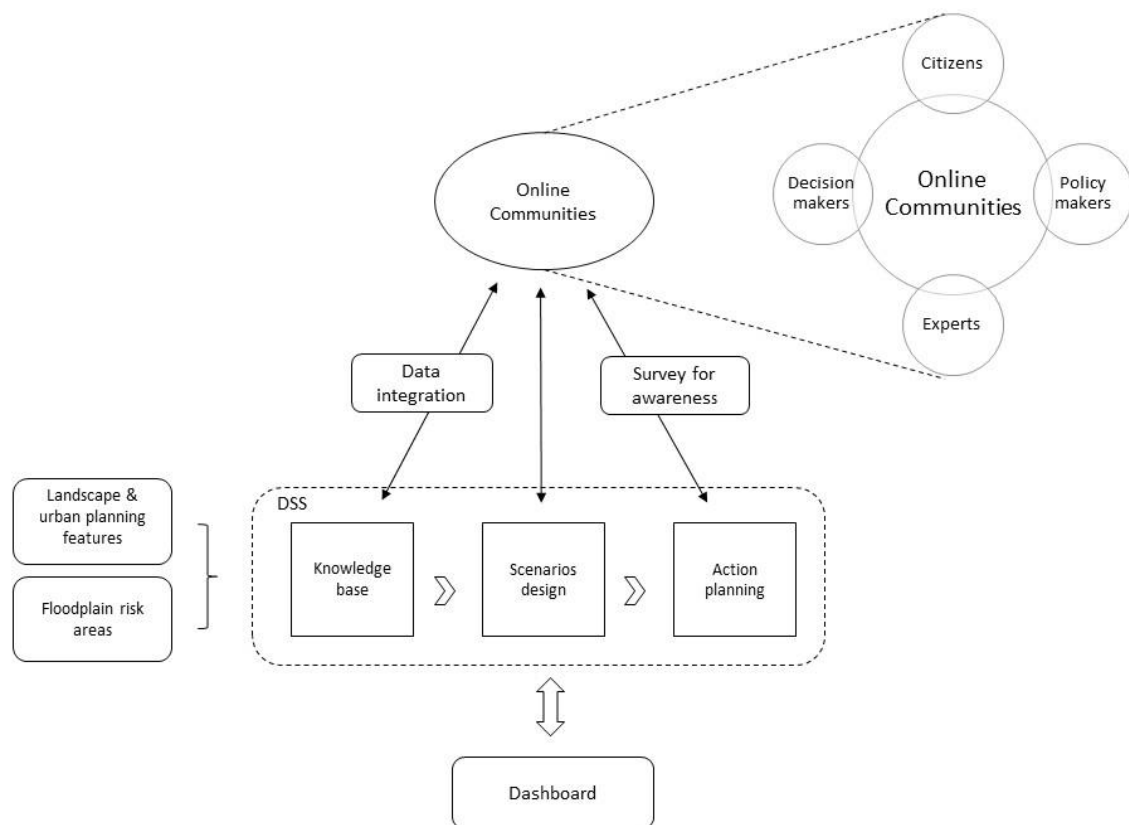 Citizens
Decision
makers
Online
Communities
Policy
makers
Experts
Online
Communities
Data
integration
Survey for
awareness
Landscape &
urban planning
features
Floodplain risk
areas
DSS
Knowledge
base
Scenarios
design
Action
planning
Dashboard